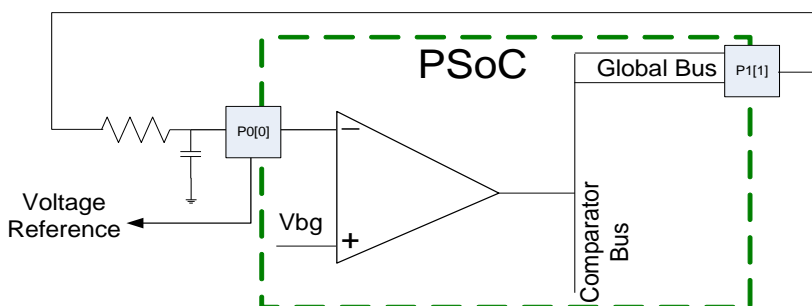 PSoC
Global Bus
P1[1]
P0[0]
−
Voltage
Reference
Vbg
+
Comparator
Bus